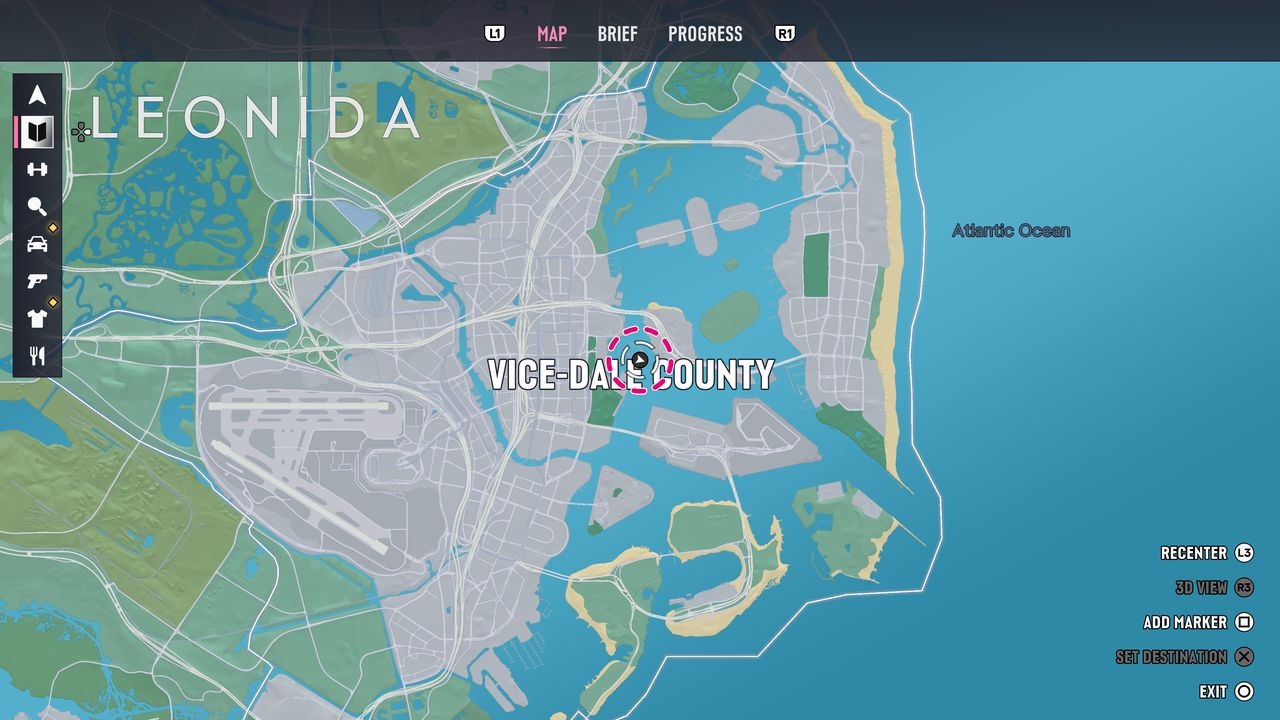 L1 MAP BRIEF PROGRESS R1
LEONIDA
Atlantic Ocean
VICE-DALE COUNTY
RECENTER L3
3D VIEW R3
ADD MARKER
SET DESTINATION
EXIT